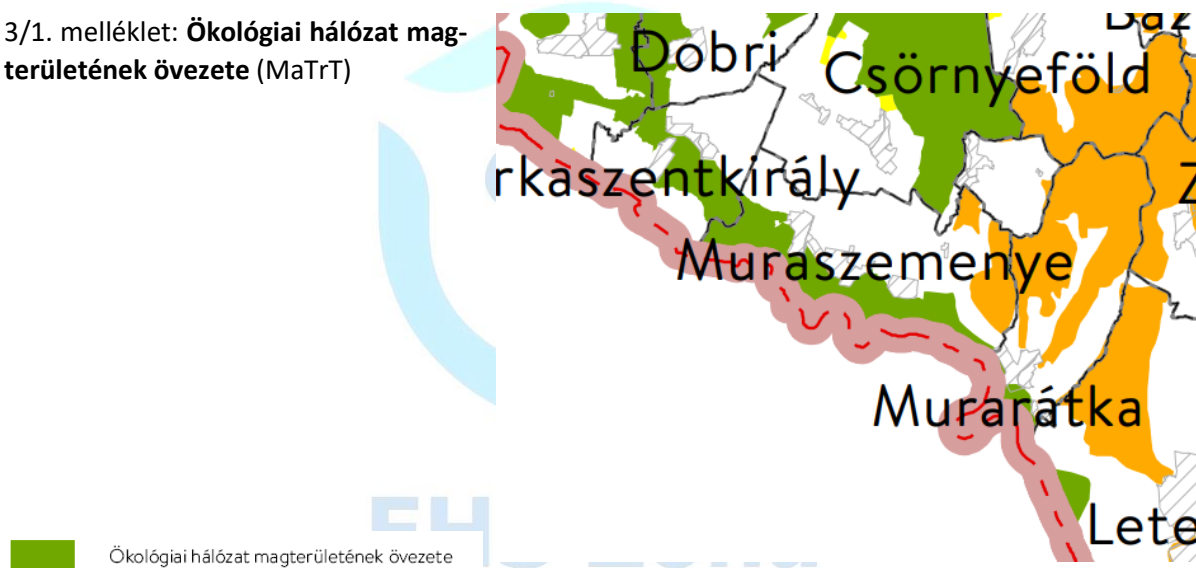 3/1. melléklet: Ökológiai hálózat mag-
területének övezete (MaTrT)
Dobri
Csörnyeföld
rkaszentkirály
Muraszemenye
Murarátka
Lete
Ökológiai hálózat magterületének övezete